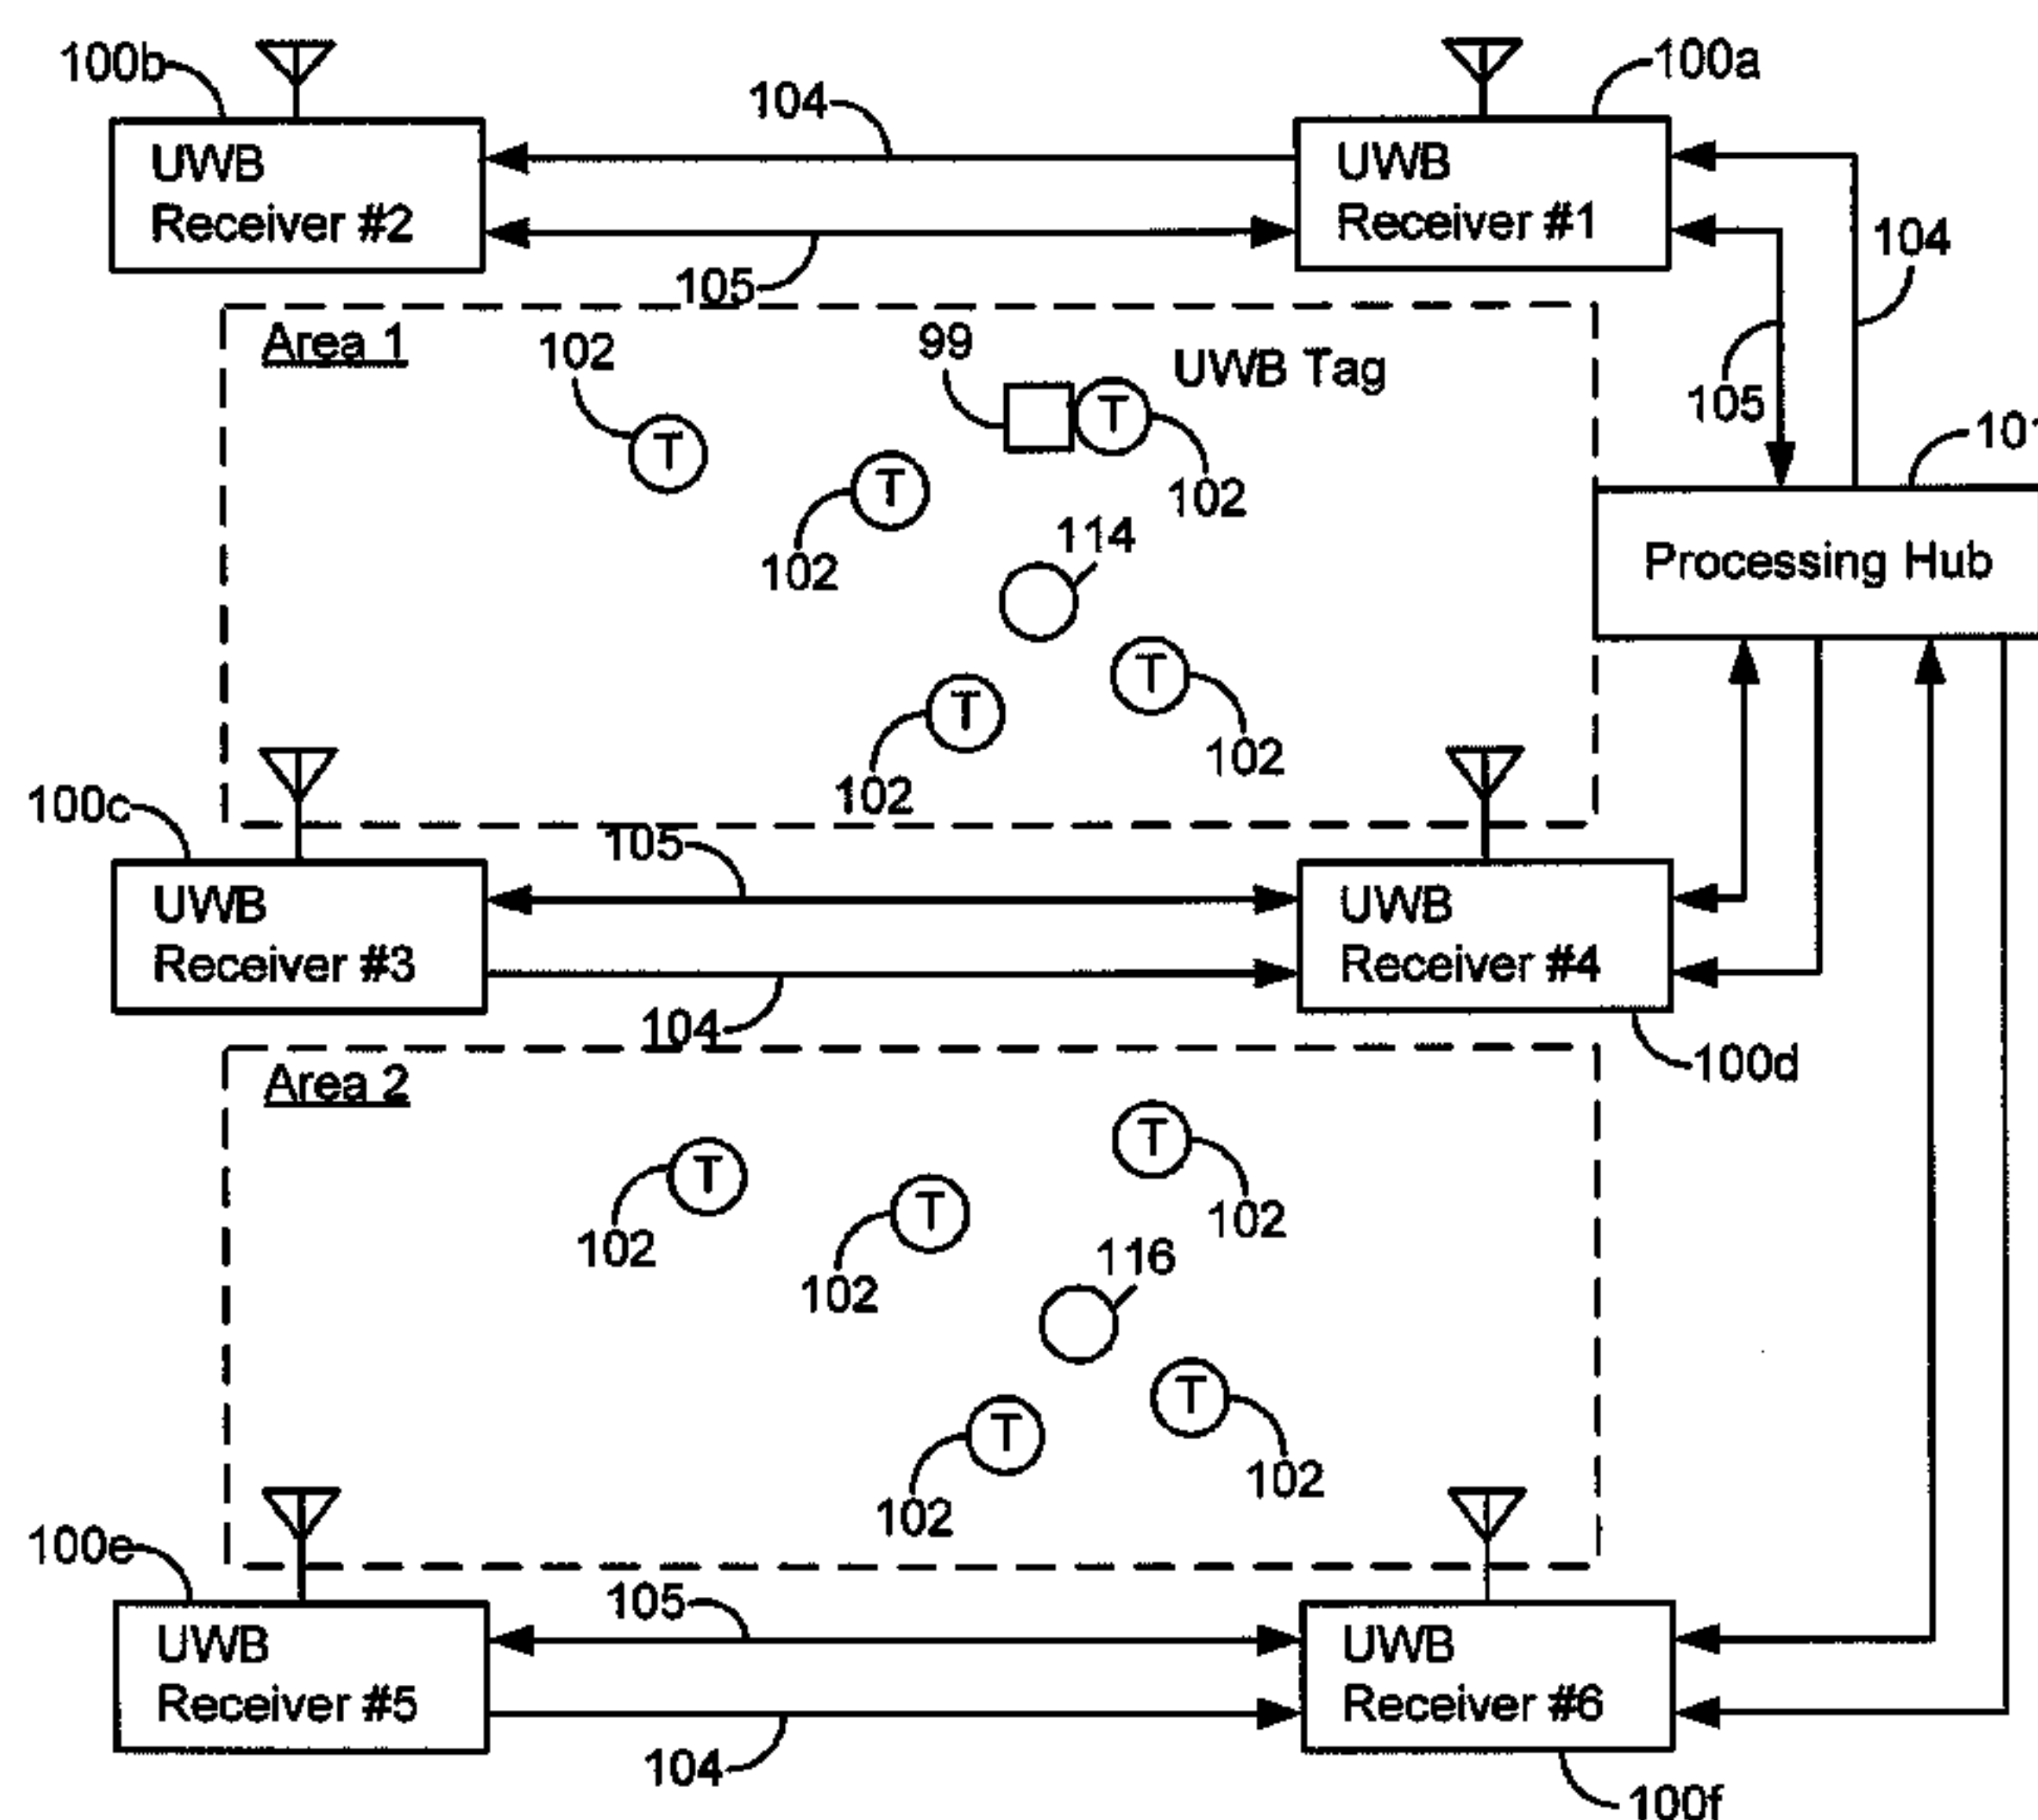 100b
100a
104
UWB
Receiver #2
UWB
Receiver #1
104
105
Area 1
102
99
UWB Tag
T
T
105
T
102
101
102
114
Processing Hub
T
T
102
102
100c
105
UWB
Receiver #3
UWB
Receiver #4
104
100d
Area 2
T
T
102
T
102
102
116
T
T
102
102
100e
105
UWB
Receiver #5
UWB
Receiver #6
104
100f